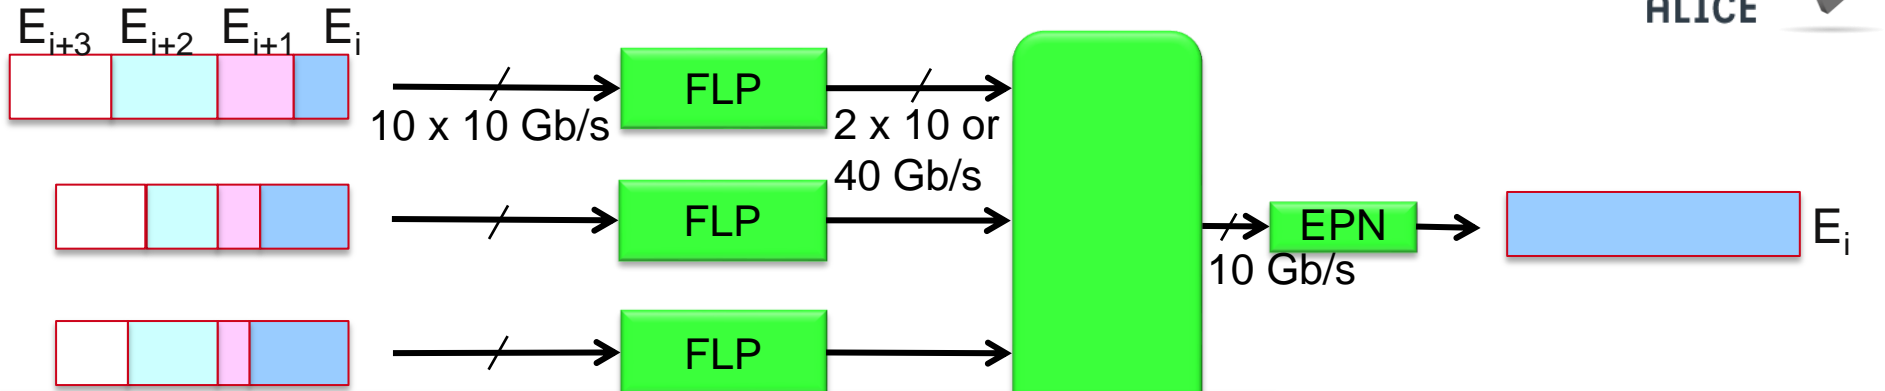 E_{i+3} E_{i+2} E_{i+1} E_i
ALICE
FLP
10 x 10 Gb/s
2 x 10 or
40 Gb/s
FLP
EPN
E_i
10 Gb/s
FLP